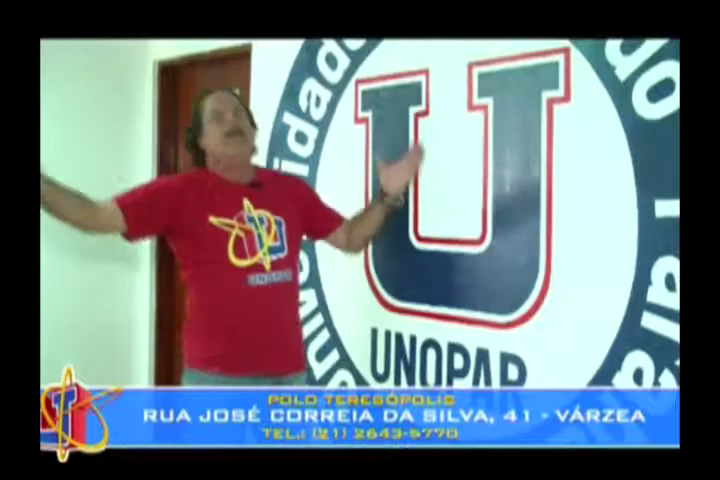 U
UNOPAR
POLO TERESÓPOLIS
RUA JOSÉ CORREIA DA SILVA, 41 - VÁRZEA
TEL.: (21) 2643-5770